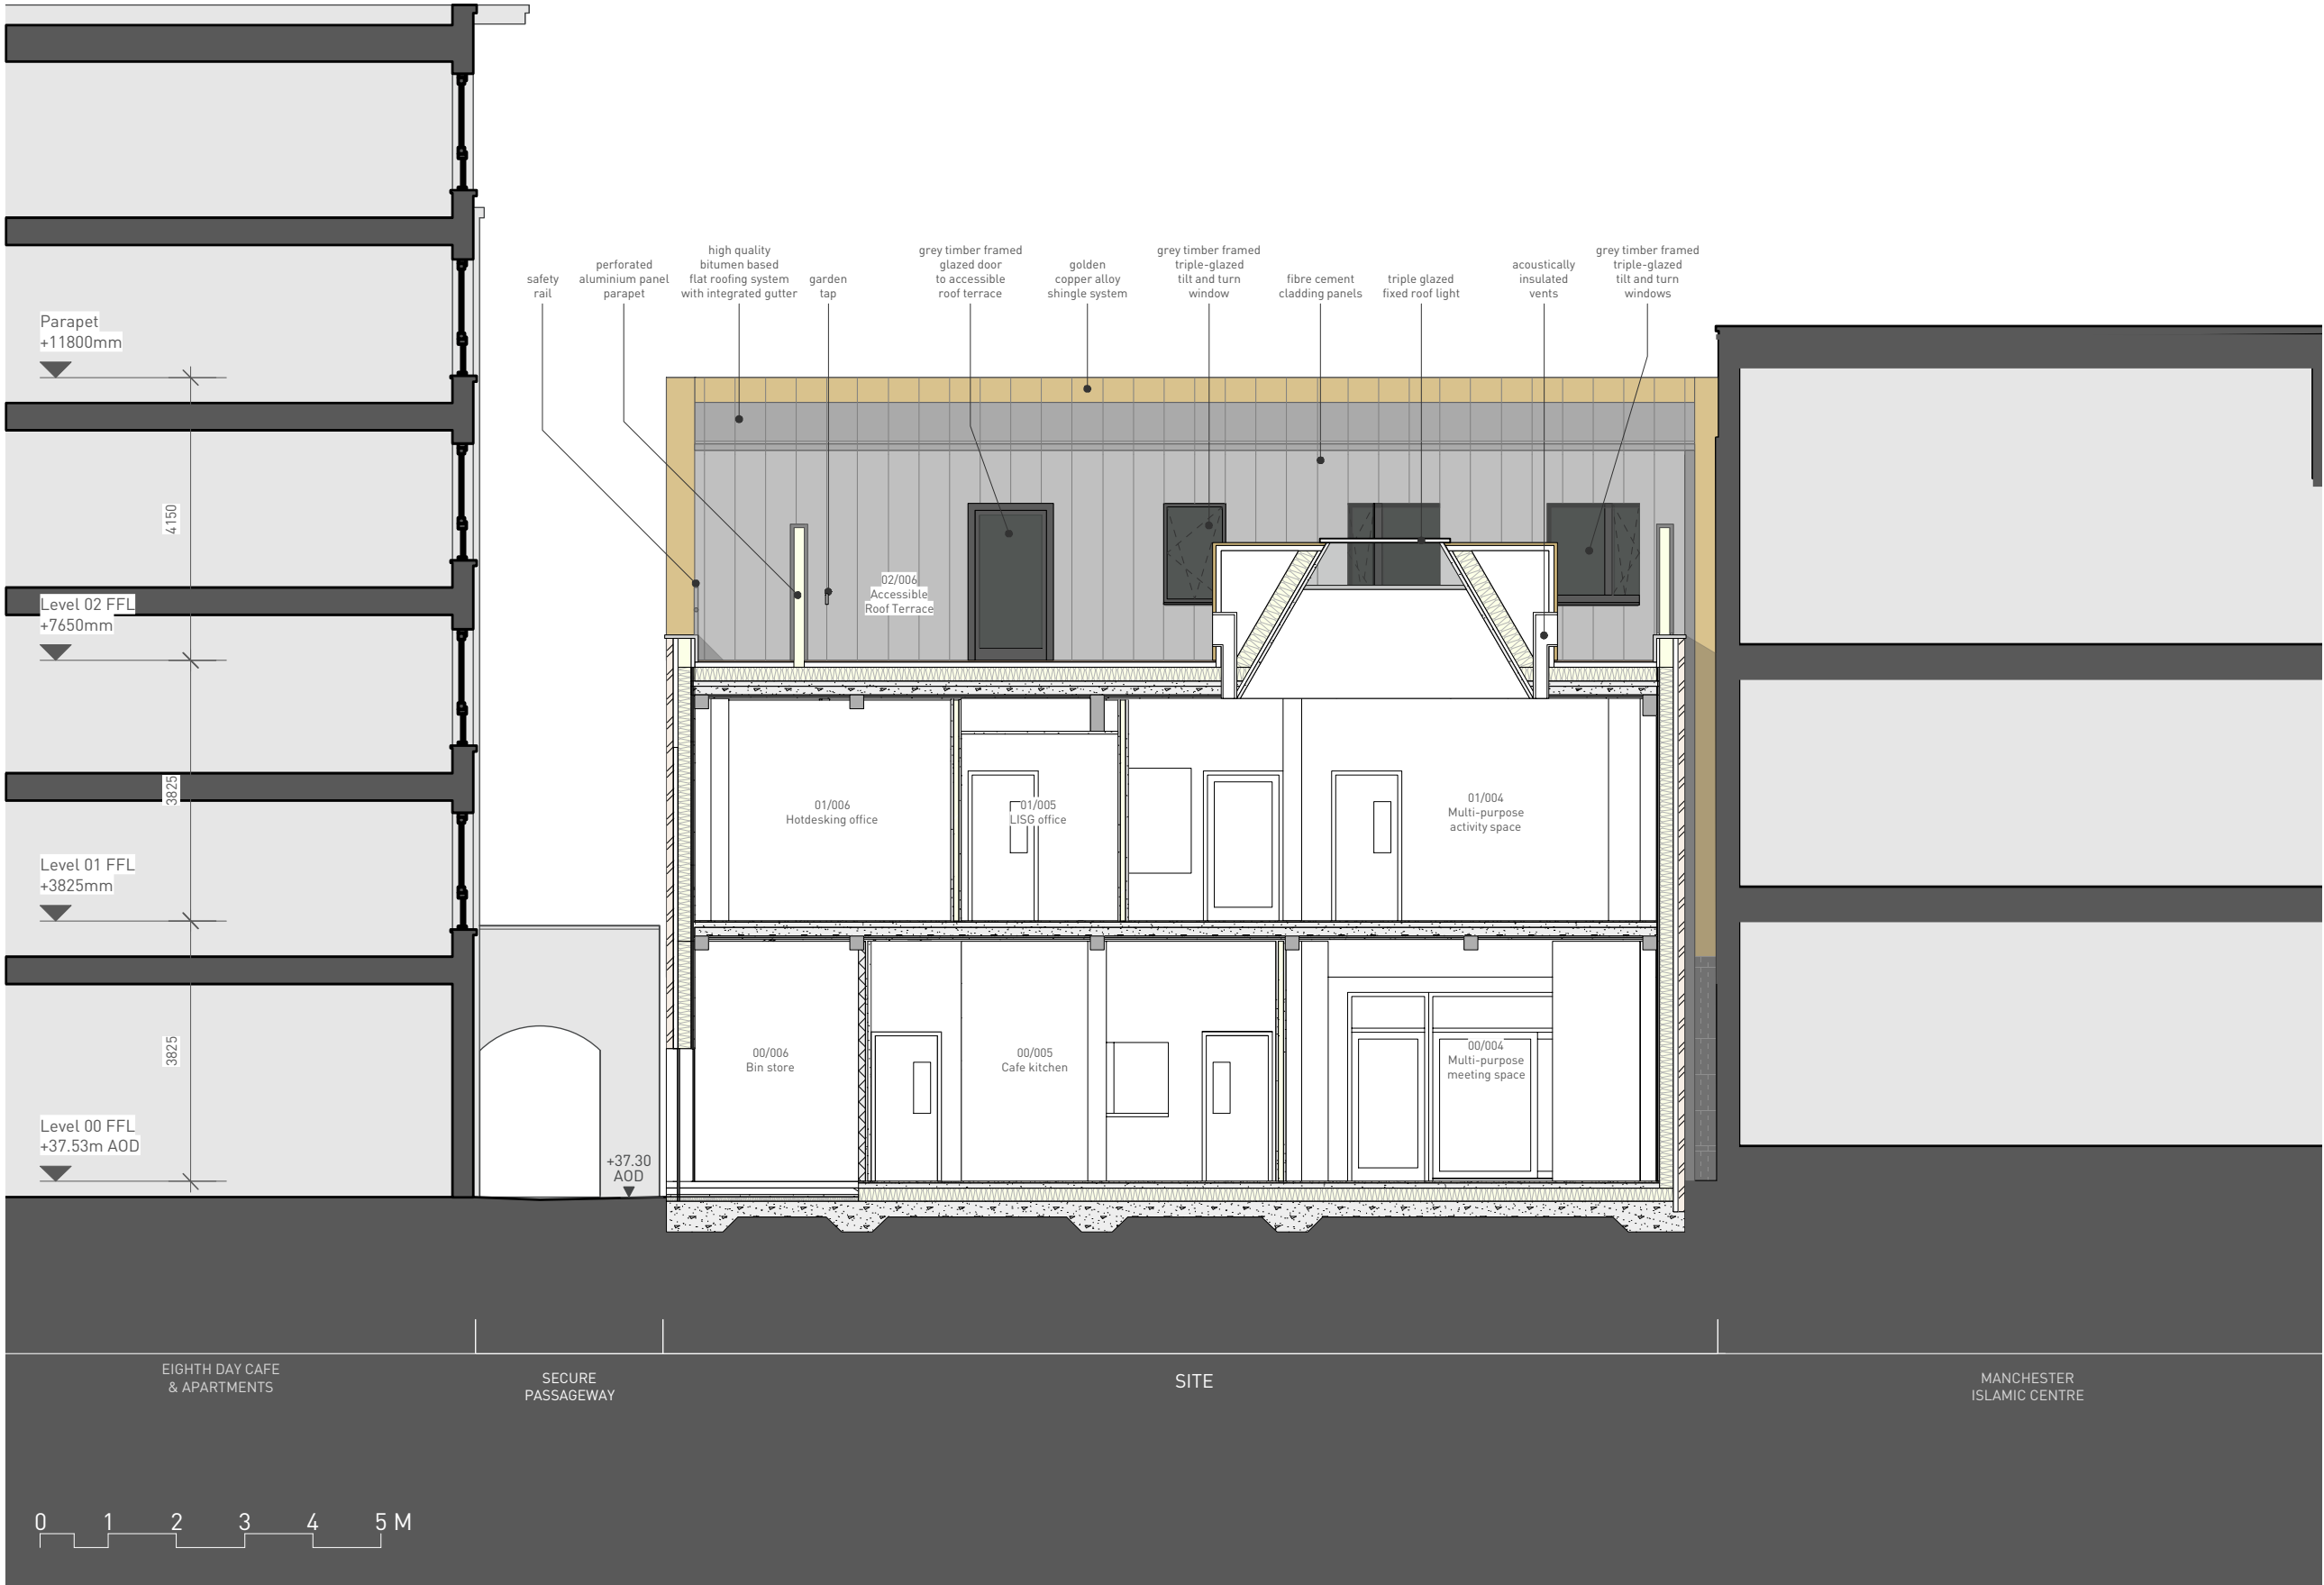 safety
rail
perforated
aluminium panel
parapet
high quality
bitumen based
flat roofing system
with integrated gutter
garden
tap
grey timber framed
glazed door
to accessible
roof terrace
golden
copper alloy
shingle system
grey timber framed
triple-glazed
tilt and turn
window
fibre cement
cladding panels
triple glazed
fixed roof light
acoustically
insulated
vents
grey timber framed
triple-glazed
tilt and turn
windows
Parapet
+11800mm
4150
Level 02 FFL
+7650mm
3825
Level 01 FFL
+3825mm
3825
Level 00 FFL
+37.53m AOD
+37.30
AOD
02/006
Accessible
Roof Terrace
01/006
Hotdesking office
01/005
LISG office
01/004
Multi-purpose
activity space
00/006
Bin store
00/005
Cafe kitchen
00/004
Multi-purpose
meeting space
EIGHTH DAY CAFE
& APARTMENTS
SECURE
PASSAGEWAY
SITE
MANCHESTER
ISLAMIC CENTRE
0 1 2 3 4 5 M